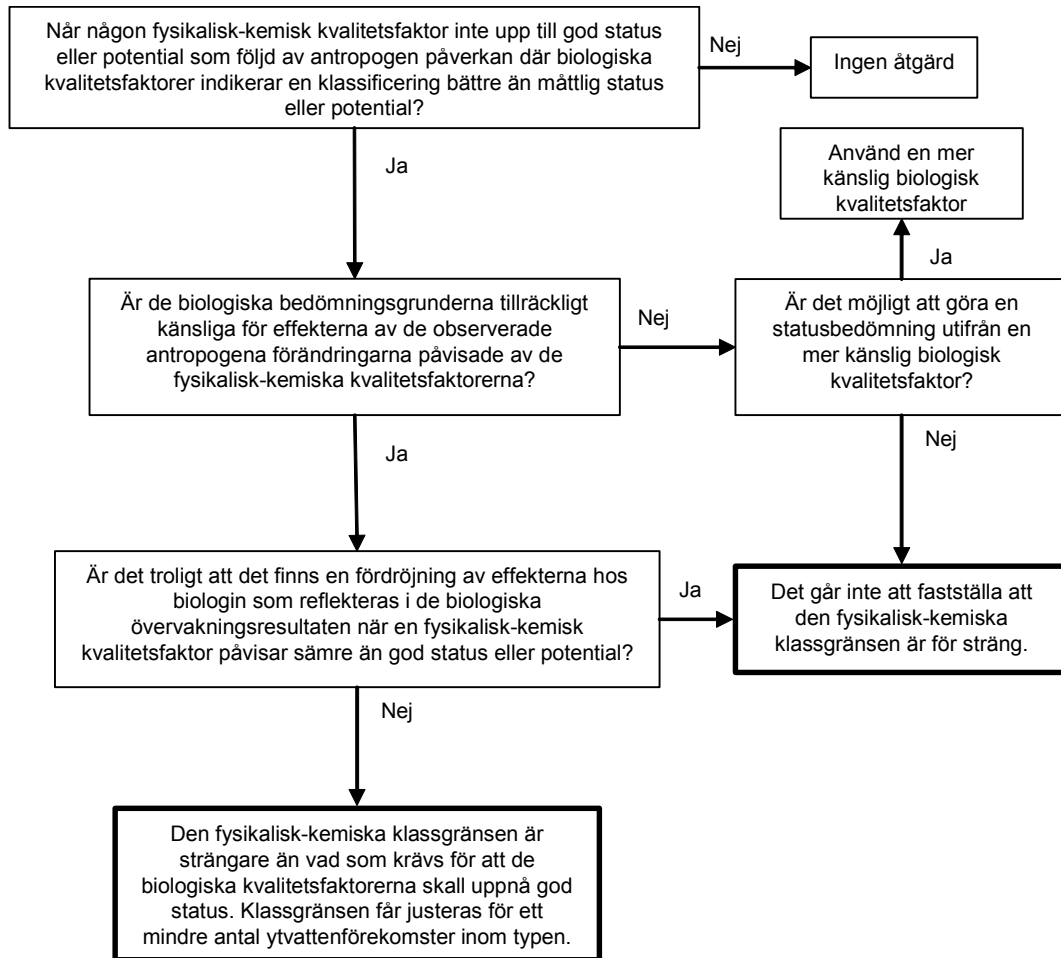 Når någon fysikalisk-kemisk kvalitetsfaktor inte upp till god status
eller potential som följd av antropogen påverkan där biologiska
kvalitetsfaktorer indikerar en klassificering bättre än måttlig status
eller potential?
Nej
Ingen åtgärd
Ja
Använd en mer
känslig biologisk
kvalitetsfaktor
Ja
Är de biologiska bedömningsgrunderna tillräckligt
känsliga för effekterna av de observerade
antropogena förändringarna påvisade av de
fysikalisk-kemiska kvalitetsfaktorerna?
Nej
Är det möjligt att göra en
statusbedömning utifrån en
mer känslig biologisk
kvalitetsfaktor?
Ja
Nej
Är det troligt att det finns en fördröjning av effekterna hos
biologin som reflekteras i de biologiska
övervakningsresultaten när en fysikalisk-kemisk
kvalitetsfaktor påvisar sämre än god status eller potential?
Ja
Det går inte att fastställa att
den fysikalisk-kemiska
klassgränsen är för sträng.
Nej
Den fysikalisk-kemiska klassgränsen är
strängare än vad som krävs för att de
biologiska kvalitetsfaktorerna skall uppnå god
status. Klassgränsen får justeras för ett
mindre antal ytvattenförekomster inom typen.